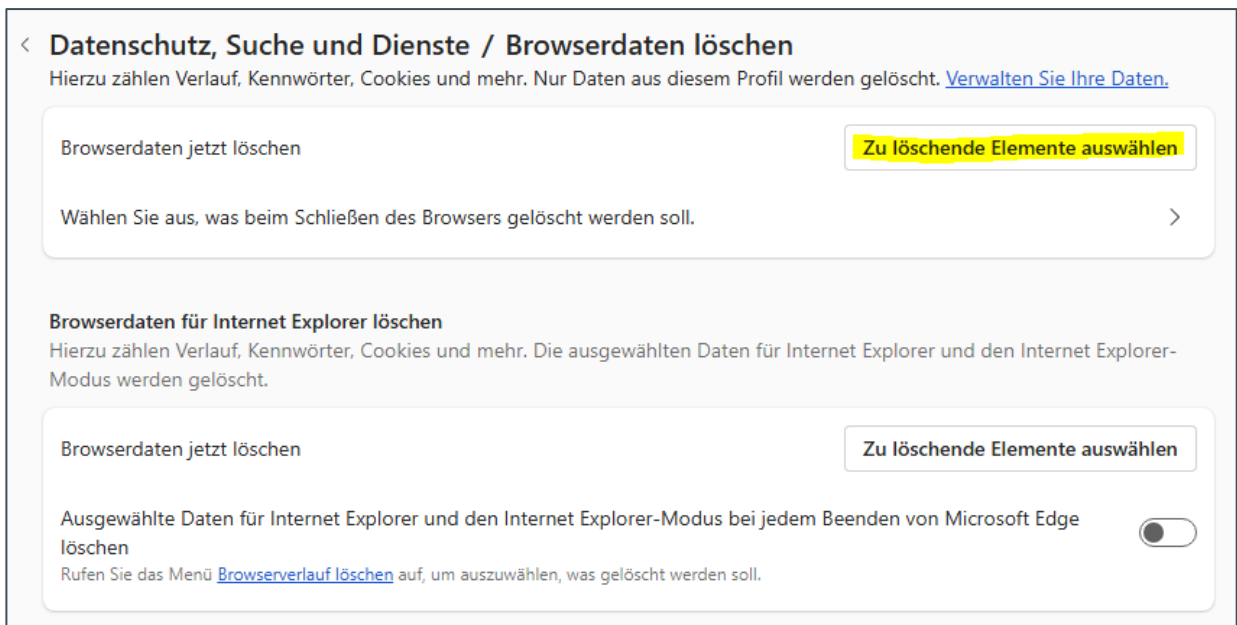 Datenschutz, Suche und Dienste / Browserdaten löschen
Hierzu zählen Verlauf, Kennwörter, Cookies und mehr. Nur Daten aus diesem Profil werden gelöscht. Verwalten Sie Ihre Daten.
Browserdaten jetzt löschen
Zu löschende Elemente auswählen
Wählen Sie aus, was beim Schließen des Browsers gelöscht werden soll.
Browserdaten für Internet Explorer löschen
Hierzu zählen Verlauf, Kennwörter, Cookies und mehr. Die ausgewählten Daten für Internet Explorer und den Internet Explorer-
Modus werden gelöscht.
Browserdaten jetzt löschen
Zu löschende Elemente auswählen
Ausgewählte Daten für Internet Explorer und den Internet Explorer-Modus bei jedem Beenden von Microsoft Edge
löschen
Rufen Sie das Menü Browserverlauf löschen auf, um auszuwählen, was gelöscht werden soll.